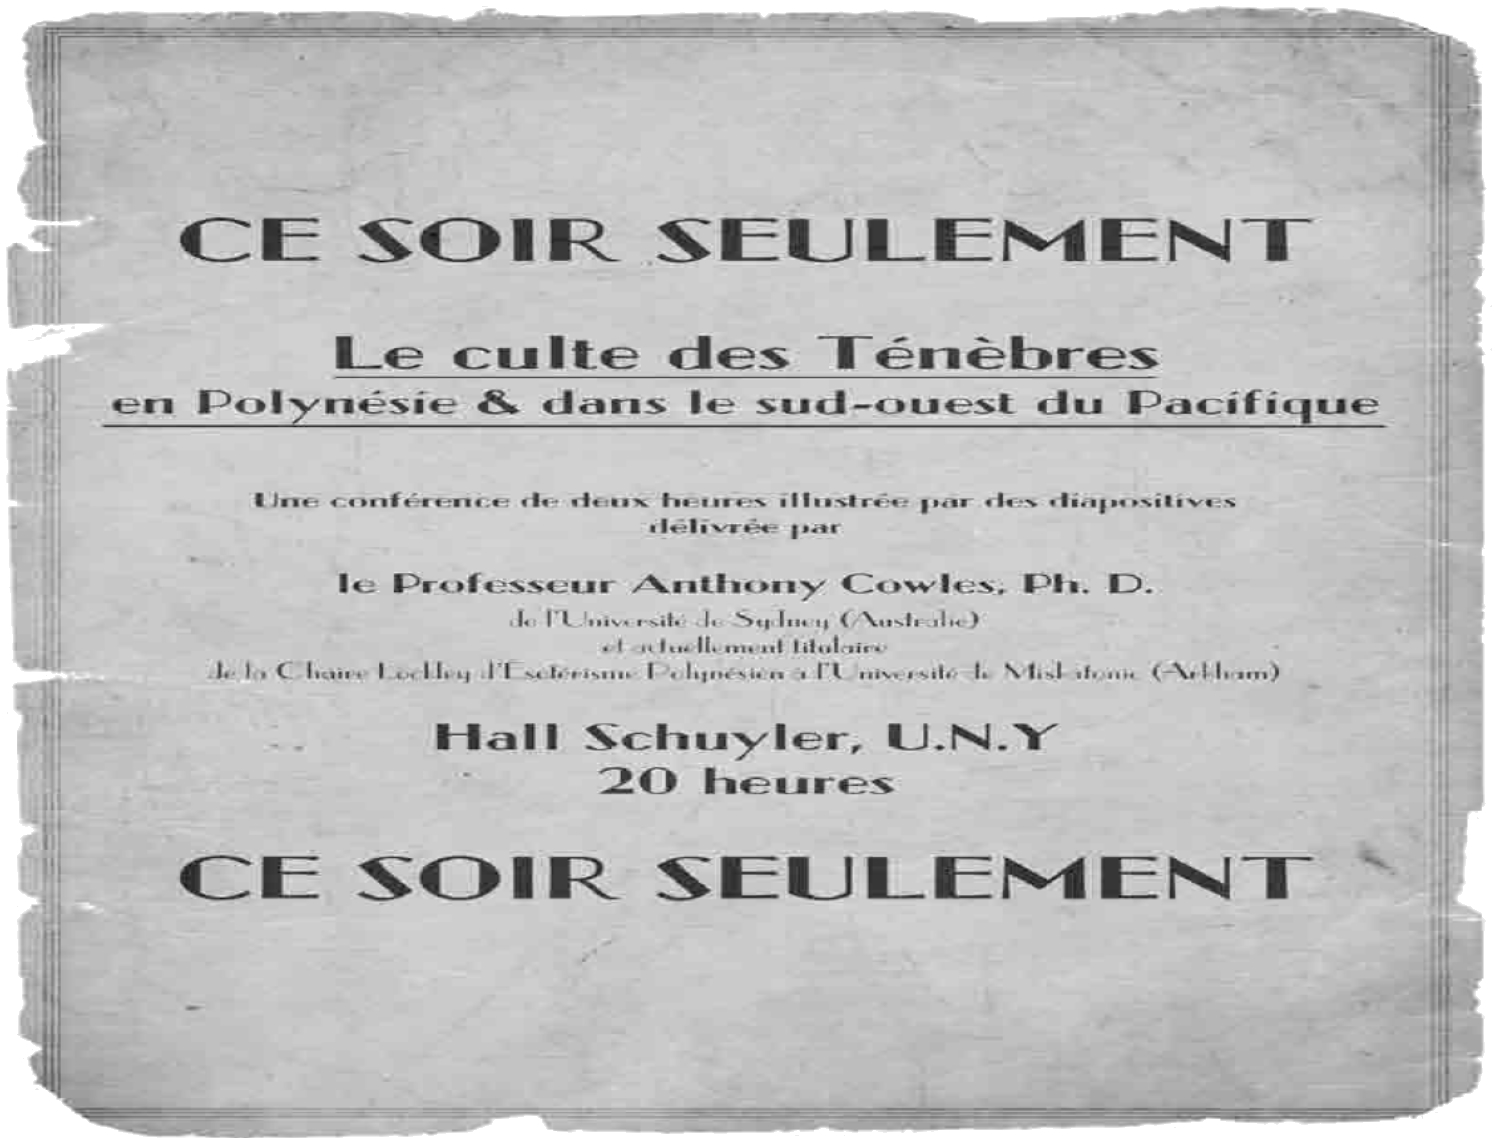 CE SOIR SEULEMENT
Le culte des Ténèbres
en Polynésie & dans le sud-ouest du Pacifique
Une conférence de deux heures illustrée par des diapositives
délivrée par
le Professeur Anthony Cowles, Ph. D.
de l'Université de Sydney (Australie)
et actuellement titulaire
de la Chaire Lockley d'Esotérisme Polynésien à l'Université de Miskatonic (Arkham)
Hall Schuyler, U.N.Y
20 heures
CE SOIR SEULEMENT